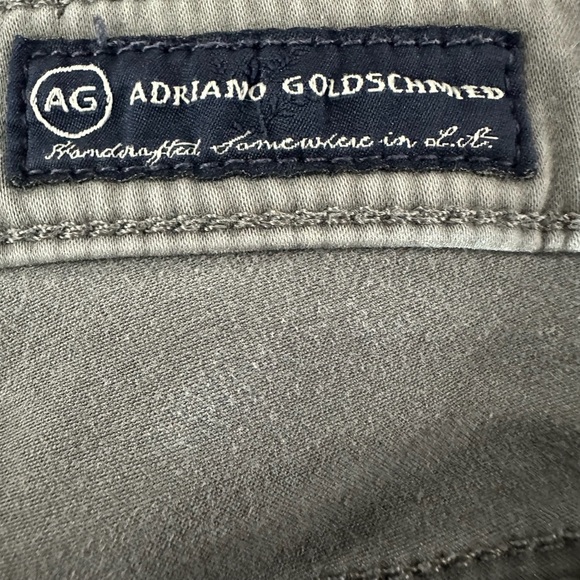 AG ADRIANO GOLDSCHMIED
Handcrafted Somewhere in L.A.